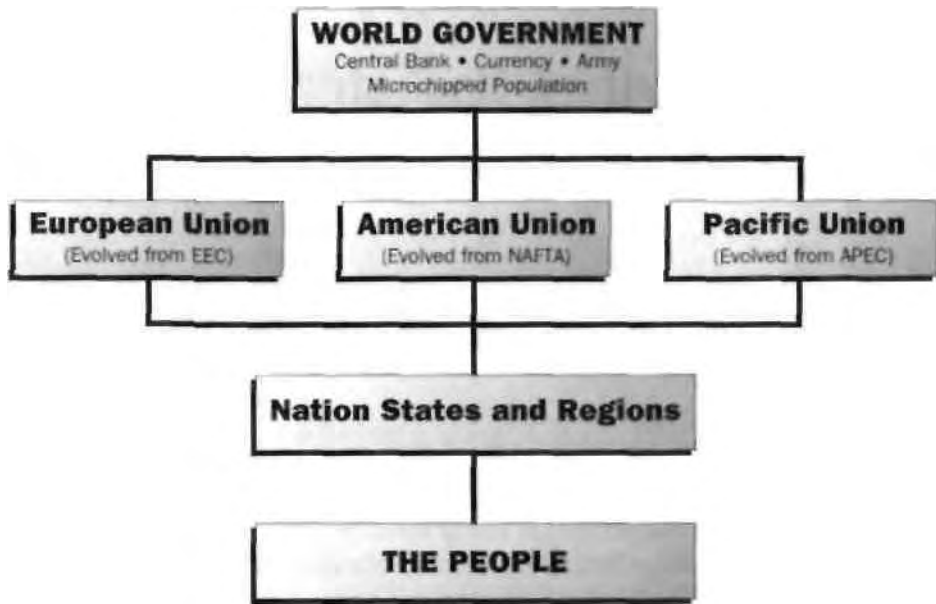 WORLD GOVERNMENT
Central Bank • Currency • Army
Microchipped Population
European Union
(Evolved from EEC)
American Union
(Evolved from NAFTA)
Pacific Union
(Evolved from APEC)
Nation States and Regions
THE PEOPLE